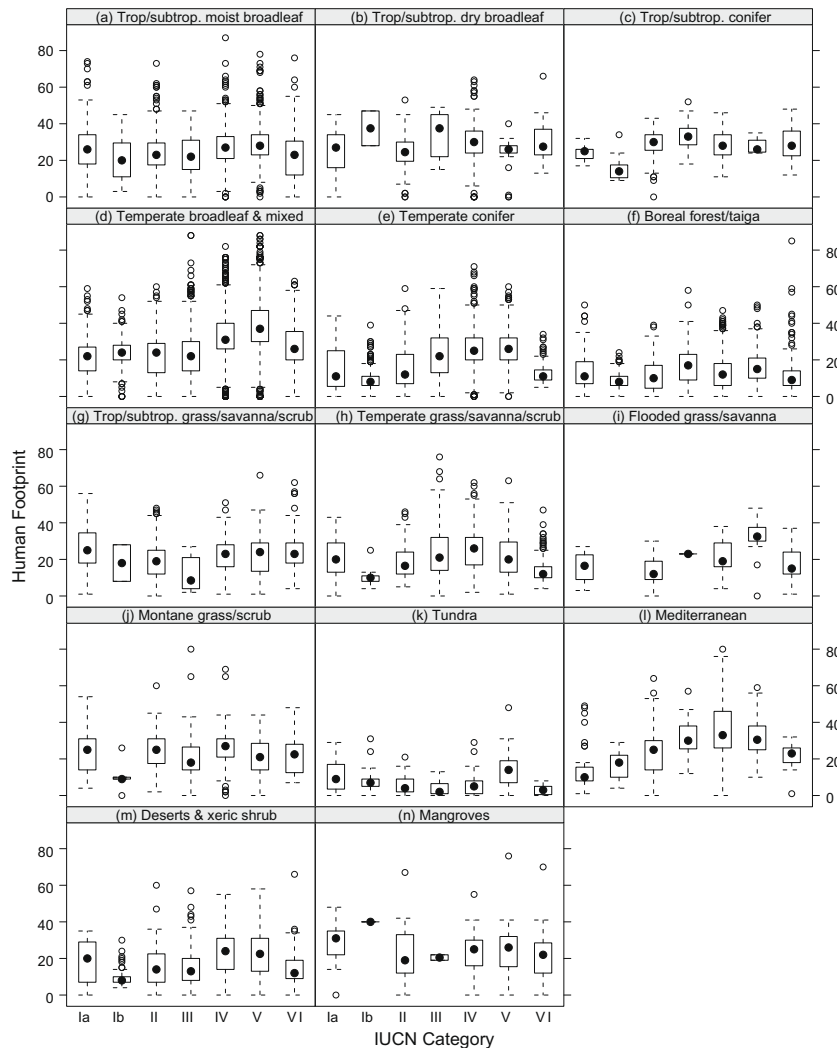 (a) Trop/subtrop. moist broadleaf
(b) Trop/subtrop. dry broadleaf
(c) Trop/subtrop. conifer
80
60
40
20
0
(d) Temperate broadleaf & mixed
(e) Temperate conifer
(f) Boreal forest/taiga
80
60
40
20
0
(g) Trop/subtrop. grass/savanna/scrub
(h) Temperate grass/savanna/scrub
(i) Flooded grass/savanna
80
60
40
20
0
Human Footprint
(j) Montane grass/scrub
(k) Tundra
(l) Mediterranean
80
60
40
20
0
(m) Deserts & xeric shrub
(n) Mangroves
80
60
40
20
0
Ia Ib II III IV V VI
Ia Ib II III IV V VI
IUCN Category